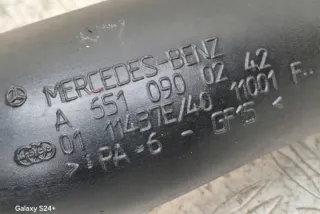 MERCEDES-BENZ
A 651 090 02 42
01 11437E/40 11001 F..
>PA-6 - GF15<
Galaxy S24+